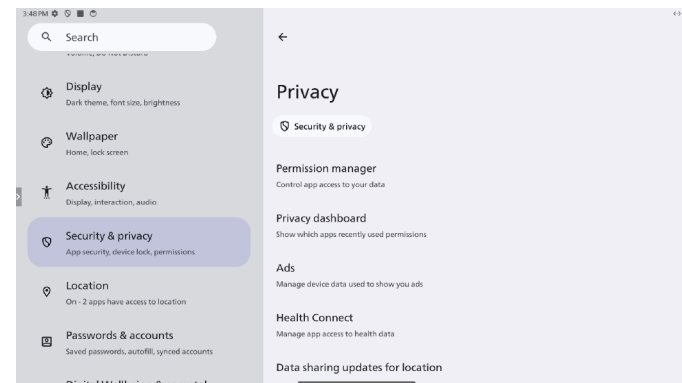 3:48 PM
Search
Volume, Do Not Disturb
Display
Dark theme, font size, brightness
Wallpaper
Home, lock screen
Accessibility
Display, interaction, audio
Security & privacy
App security, device lock, permissions
Location
On - 2 apps have access to location
Passwords & accounts
Saved passwords, autofill, synced accounts
Privacy
Security & privacy
Permission manager
Control app access to your data
Privacy dashboard
Show which apps recently used permissions
Ads
Manage device data used to show you ads
Health Connect
Manage app access to health data
Data sharing updates for location